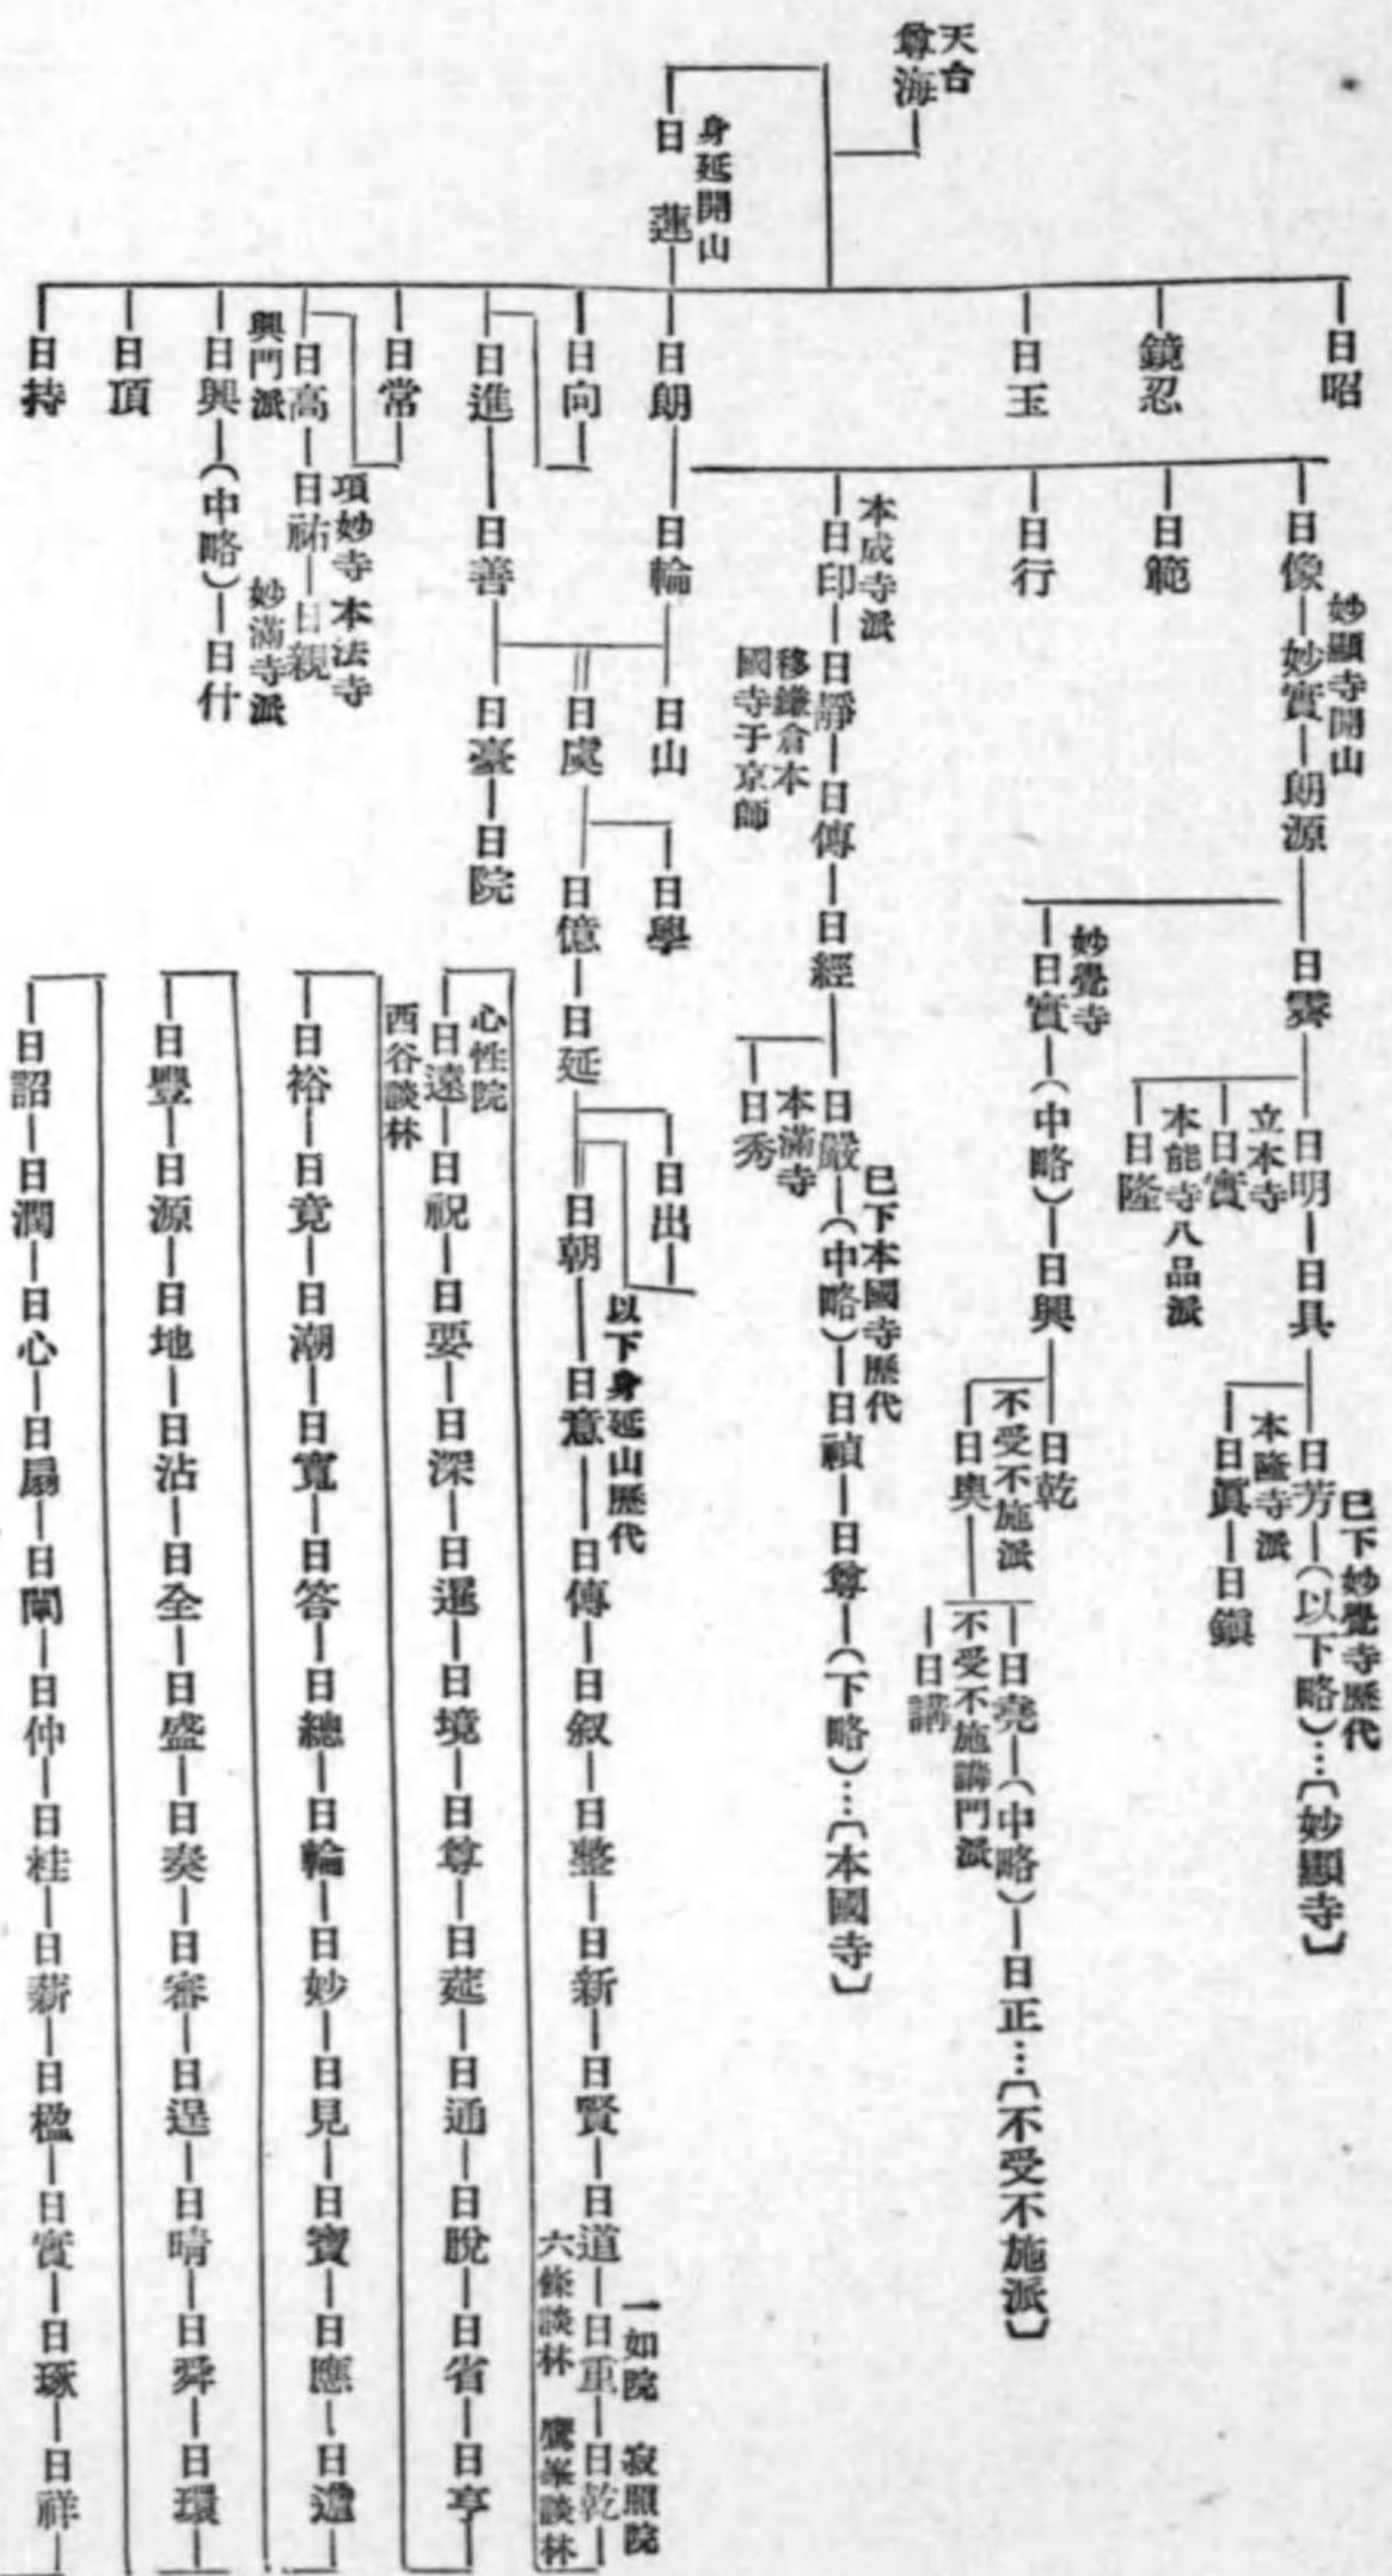 天台
尊海
身延開山
日蓮
日昭
鏡忍
日玉
日朗
日向
日進
日常
日高
興門派
日興
日頂
日持
妙顯寺開山
日像―妙實―朗源―日霽―日明―日具―日芳―(以下略)…〔妙顯寺〕
已下妙覺寺歷代
本隆寺派
日眞―日鎭
立本寺
日實
本能寺八品派
日隆
妙覺寺
日實―(中略)―日興―日乾
不受不施派
日奥
日堯―(中略)―日正…〔不受不施派〕
不受不施講門派
日講
日範
日行
本成寺派
日印―日靜―日傳―日經―日嚴―(中略)―日禎―日尊―(下略)…〔本國寺〕
移鎌倉本
國寺于京師
已下本國寺歷代
本滿寺
日秀
日輪―日山
日善―日臺―日院
日學
日億―日延
日出
以下身延山歷代
日朝―日意―日傳―日叙―日整―日新―日賢―日道―日重―日乾
一如院 寂照院
六條談林 鷹峯談林
項妙寺 本法寺
日祐―日親
妙滿寺派
(中略)―日什
心性院
日遠―日祝―日要―日深―日暹―日境―日尊―日莚―日通―日脫―日省―日亨
西谷談林
日裕―日竟―日潮―日寬―日答―日總―日輪―日妙―日見―日寶―日應
日豐―日源―日地―日沾―日全―日盛―日奏―日審―日逞―日晴―日舜―日環
日詔―日潤―日心―日扇―日闡―日仲―日桂―日薪―日楹―日實―日琢―日祥